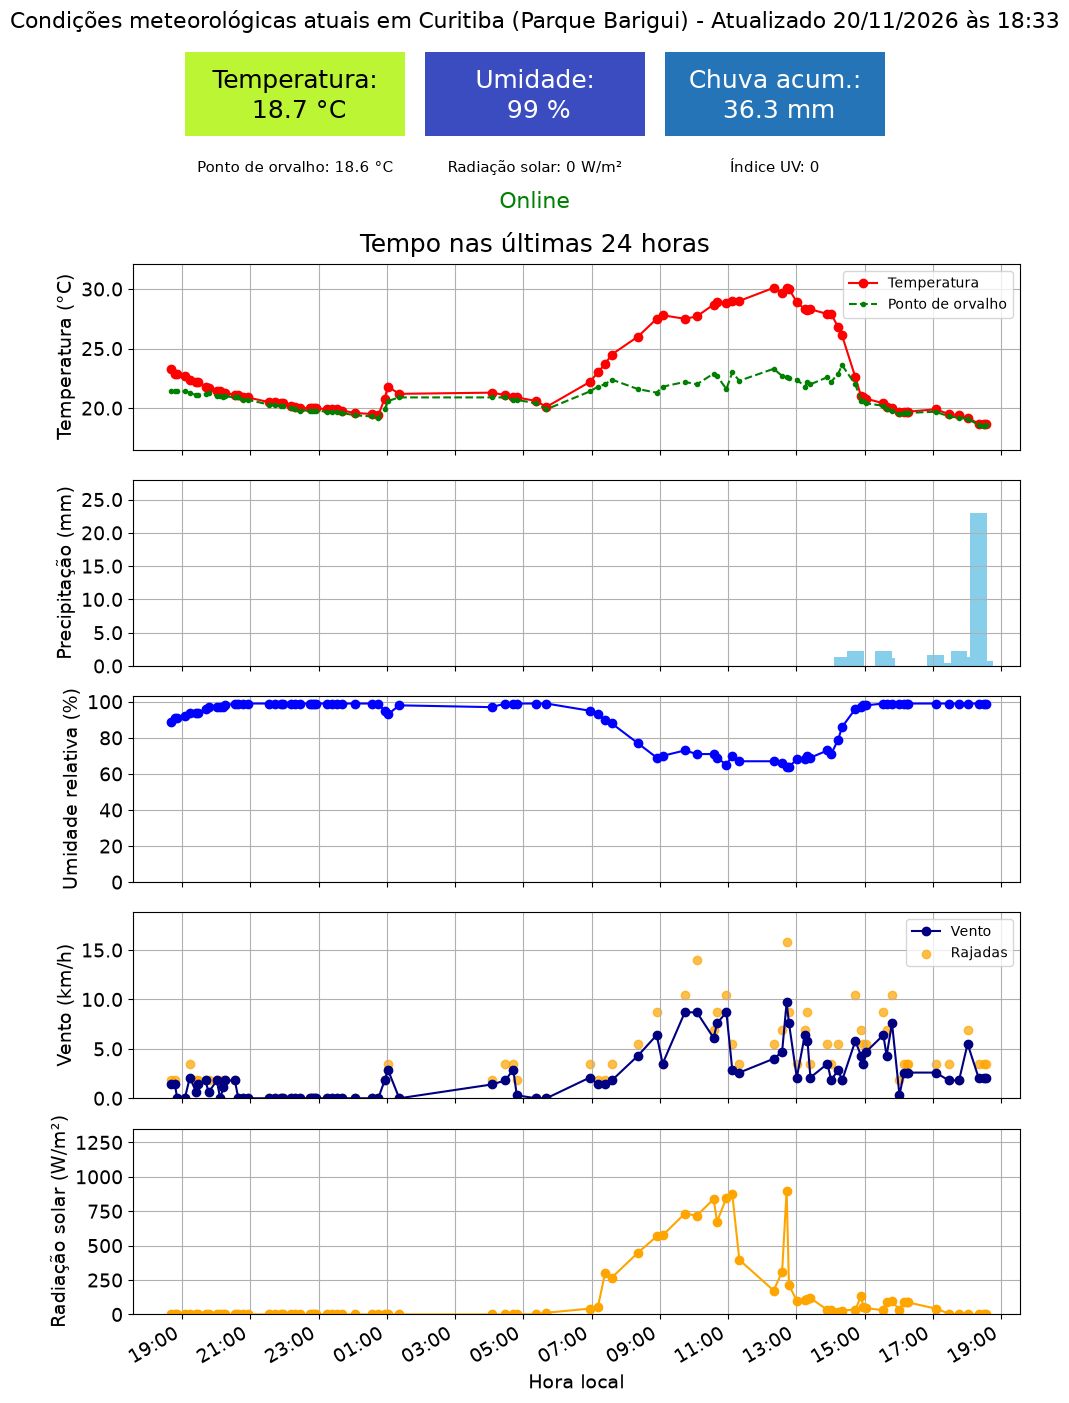 Condições meteorológicas atuais em Curitiba (Parque Barigui) - Atualizado 20/11/2026 às 18:33
Temperatura:
18.7 °C
Umidade:
99 %
Chuva acum.:
36.3 mm
Ponto de orvalho: 18.6 °C
Radiação solar: 0 W/m²
Índice UV: 0
Online
Tempo nas últimas 24 horas
Temperatura (°C)
30.0
25.0
20.0
Temperatura
Ponto de orvalho
Precipitação (mm)
25.0
20.0
15.0
10.0
5.0
0.0
Umidade relativa (%)
100
80
60
40
20
0
Vento (km/h)
15.0
10.0
5.0
0.0
Vento
Rajadas
Radiação solar (W/m²)
1250
1000
750
500
250
0
19:00
21:00
23:00
01:00
03:00
05:00
07:00
09:00
11:00
13:00
15:00
17:00
19:00
Hora local